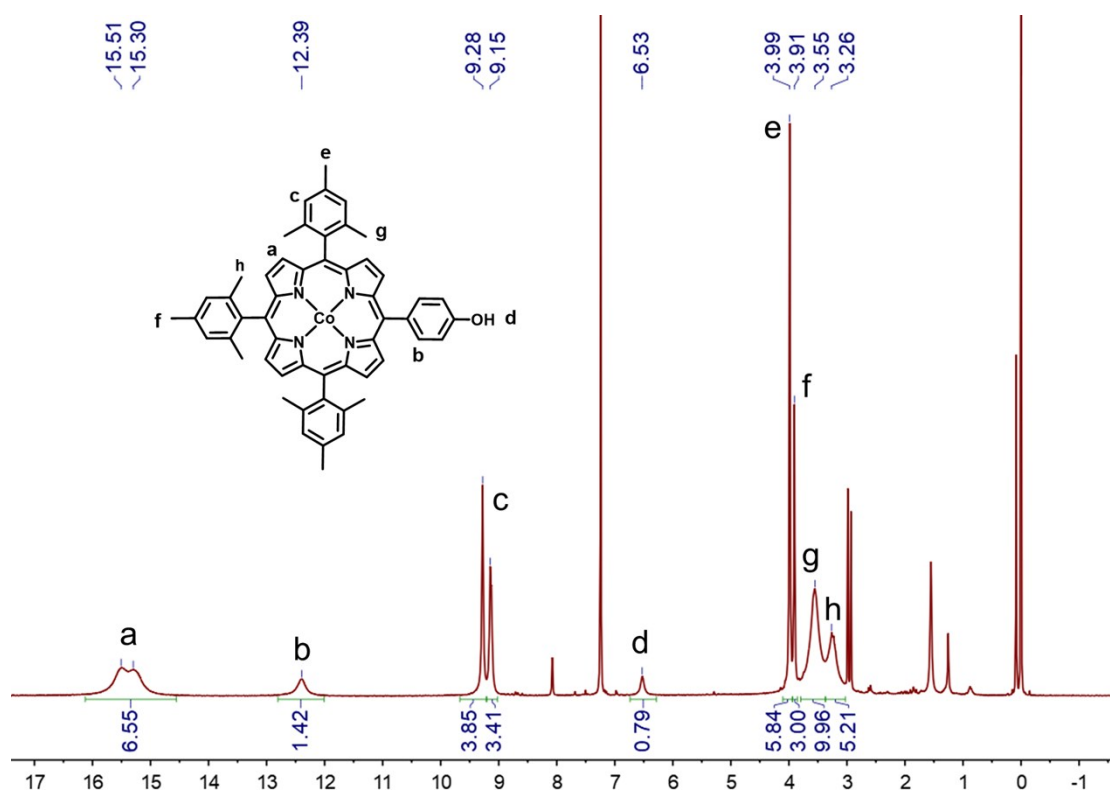 15.51
15.30
12.39
9.28
9.15
6.53
3.99
3.91
3.55
3.26
e
c
g
a
h
f
N
N
Co
N
N
OH
d
b
e
f
c
g
h
a
b
d
6.55
1.42
3.85
3.41
0.79
5.84
3.00
9.96
5.21
17 16 15 14 13 12 11 10 9 8 7 6 5 4 3 2 1 0 -1